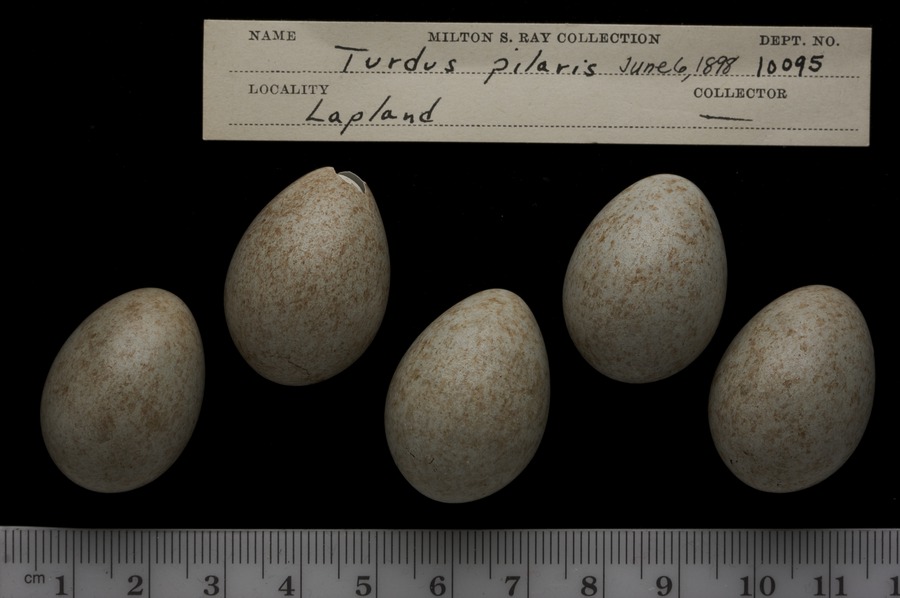 NAME MILTON S. RAY COLLECTION DEPT. NO.
Turdus pilaris June 6, 1898 10095
LOCALITY COLLECTOR
Lapland —
cm 1 2 3 4 5 6 7 8 9 10 11 1